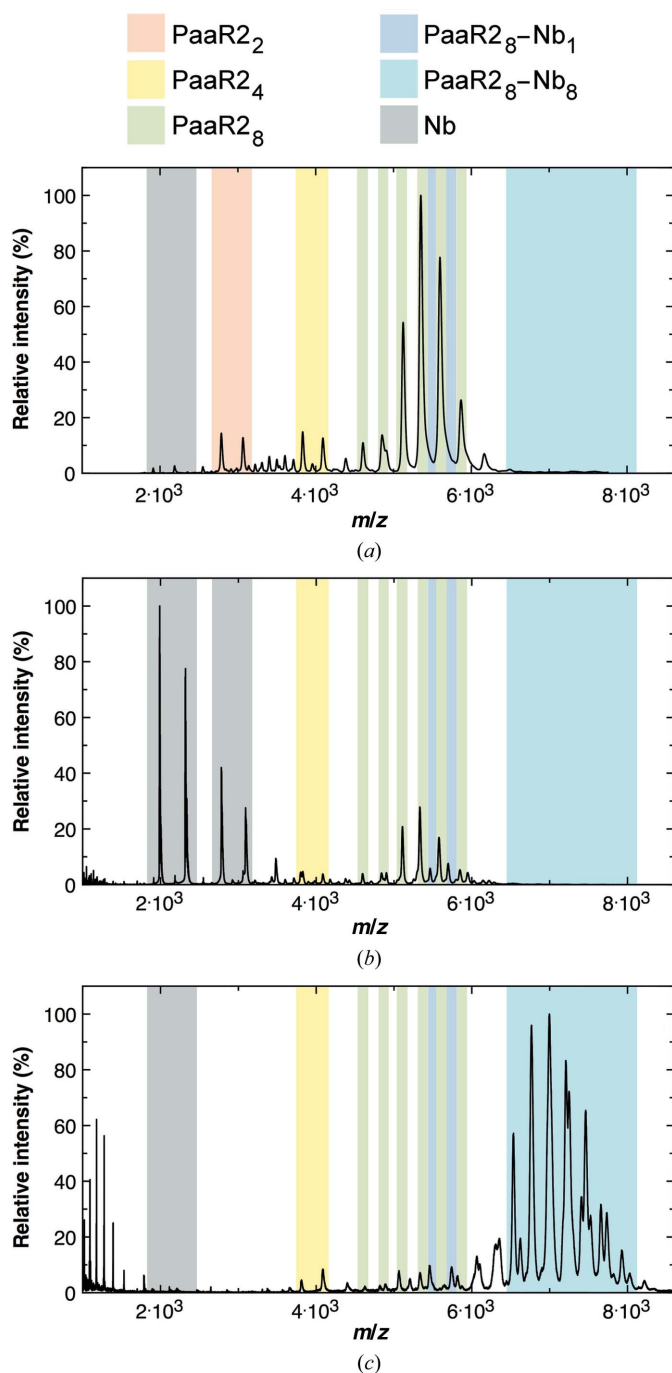 PaaR2₂ PaaR2₈–Nb₁
PaaR2₄ PaaR2₈–Nb₈
PaaR2₈ Nb
Relative intensity (%)
100
80
60
40
20
0
2·10³ 4·10³ 6·10³ 8·10³
m/z
(a)
Relative intensity (%)
100
80
60
40
20
0
2·10³ 4·10³ 6·10³ 8·10³
m/z
(b)
Relative intensity (%)
100
80
60
40
20
0
2·10³ 4·10³ 6·10³ 8·10³
m/z
(c)